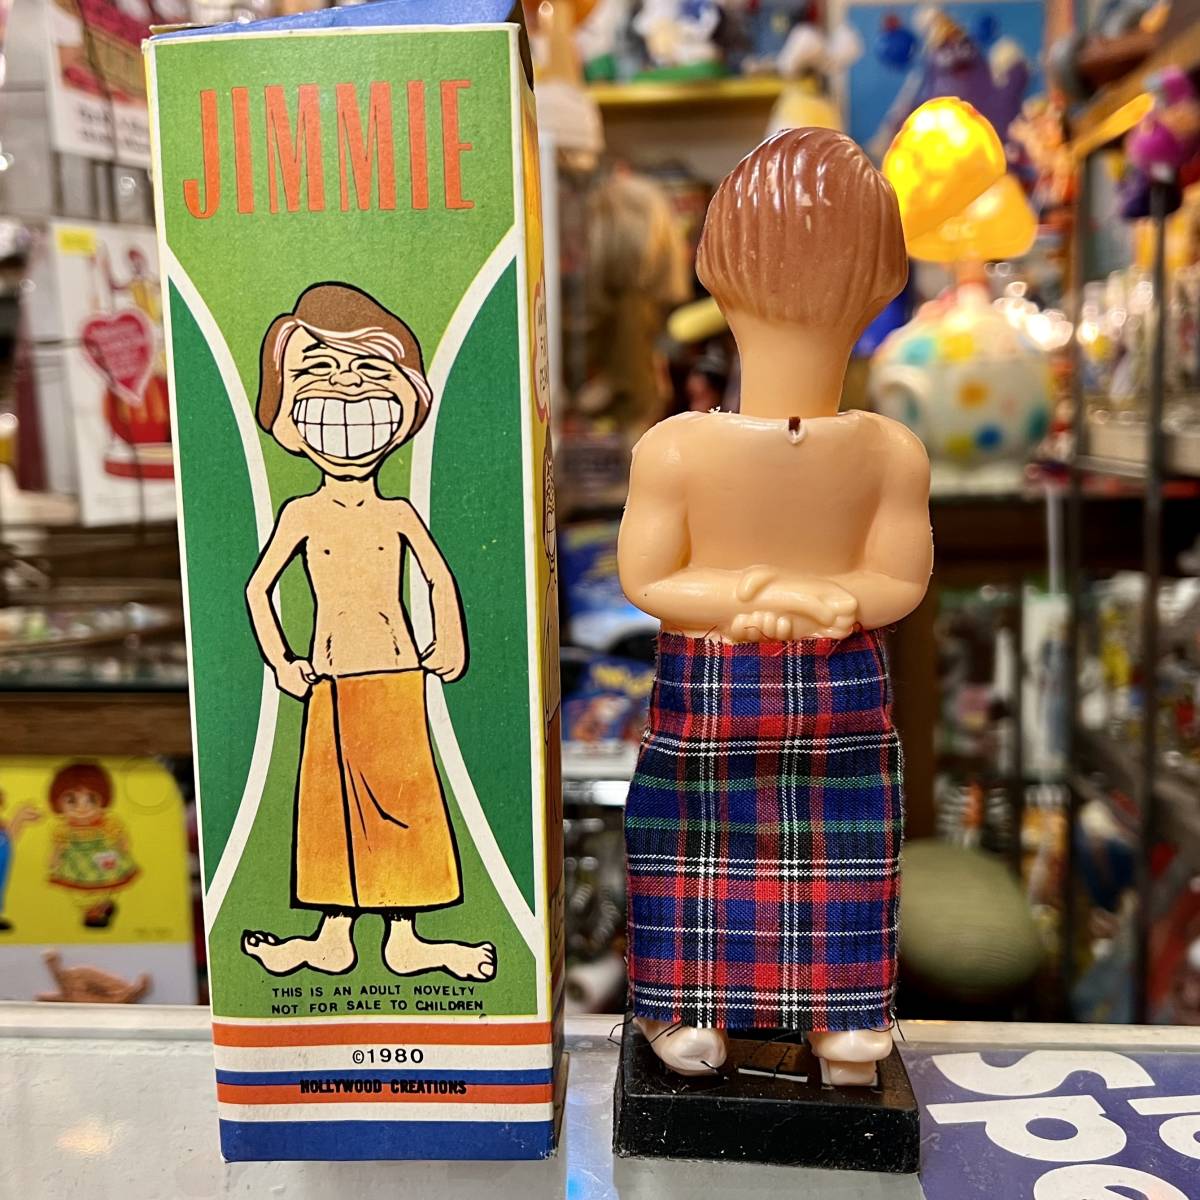 JIMMIE
THIS IS AN ADULT NOVELTY
NOT FOR SALE TO CHILDREN
©1980
HOLLYWOOD CREATIONS